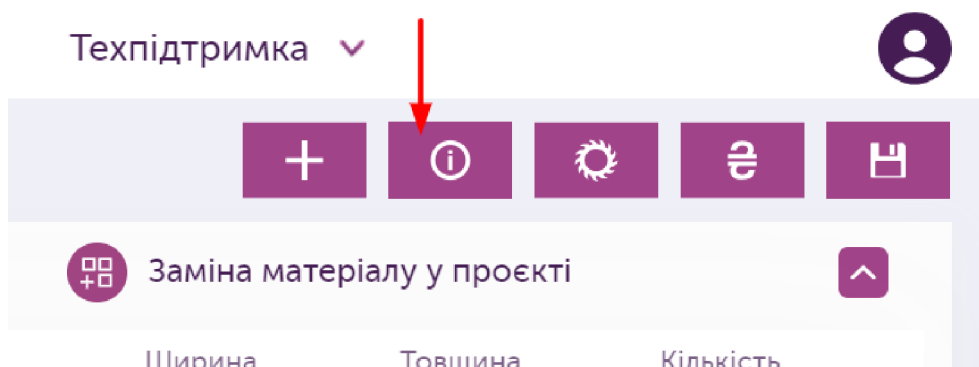 Техпідтримка
₴
Заміна матеріалу у проєкті
Ширина Товщина Кількість